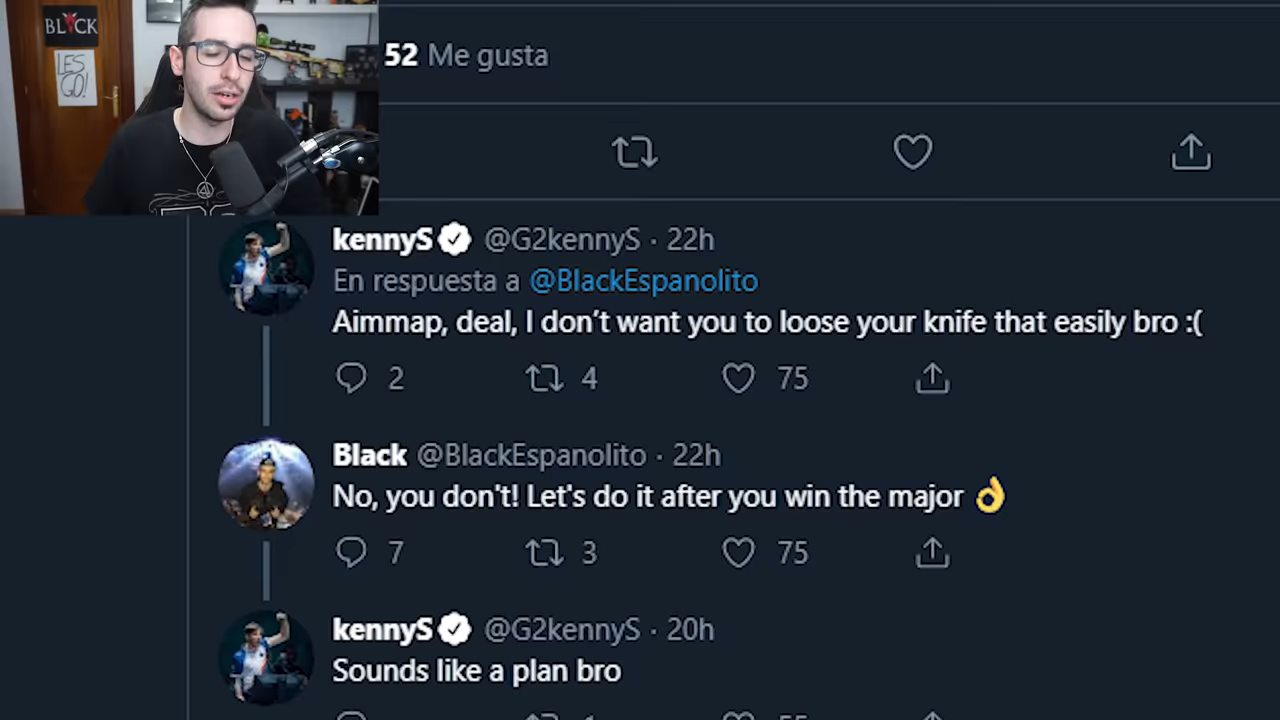 BLCK
LES
GO!
52 Me gusta
kennyS @G2kennyS · 22h
En respuesta a @BlackEspanolito
Aimmap, deal, I don’t want you to loose your knife that easily bro :(
2 4 75
Black @BlackEspanolito · 22h
No, you don't! Let's do it after you win the major 👌
7 3 75
kennyS @G2kennyS · 20h
Sounds like a plan bro